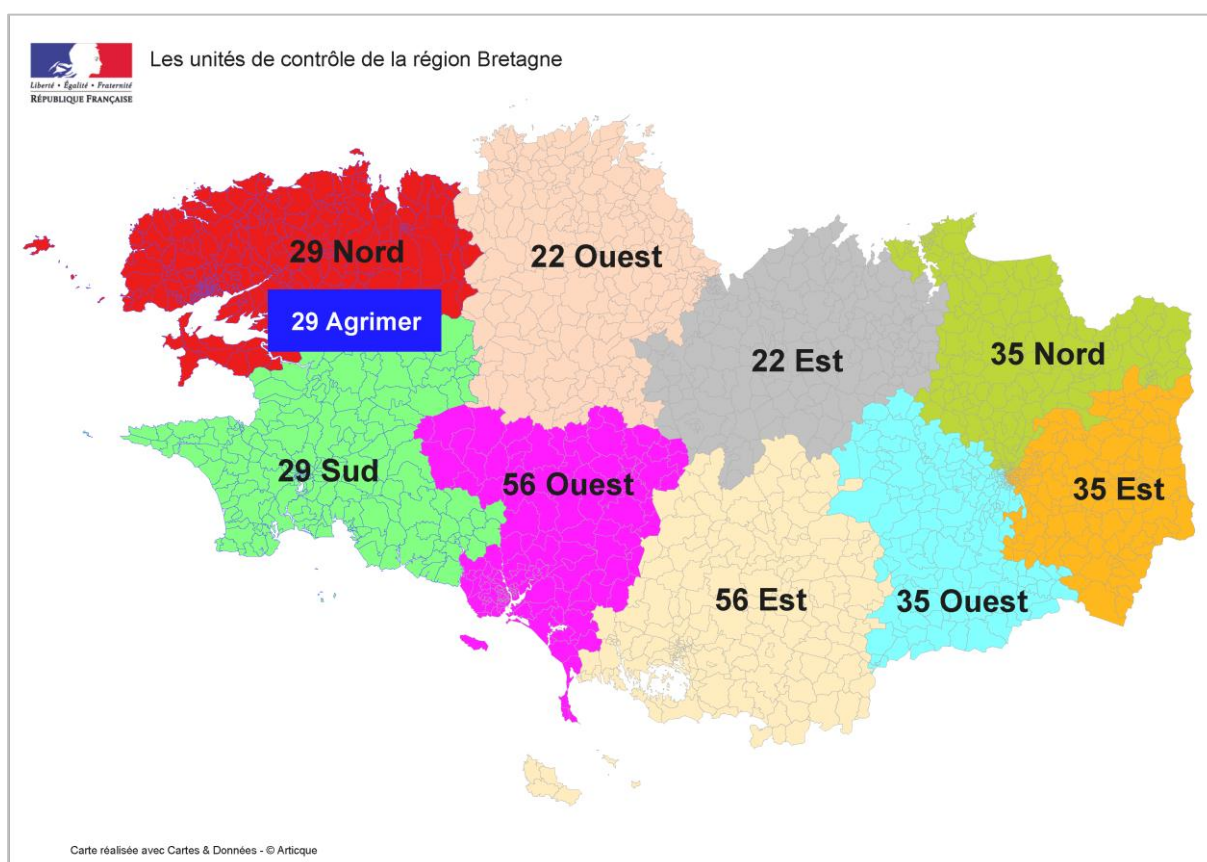 Les unités de contrôle de la région Bretagne
Liberté • Égalité • Fraternité
RÉPUBLIQUE FRANÇAISE
29 Nord
22 Ouest
29 Agrimer
22 Est
35 Nord
29 Sud
56 Ouest
35 Est
56 Est
35 Ouest
Carte réalisée avec Cartes & Données - © Articque